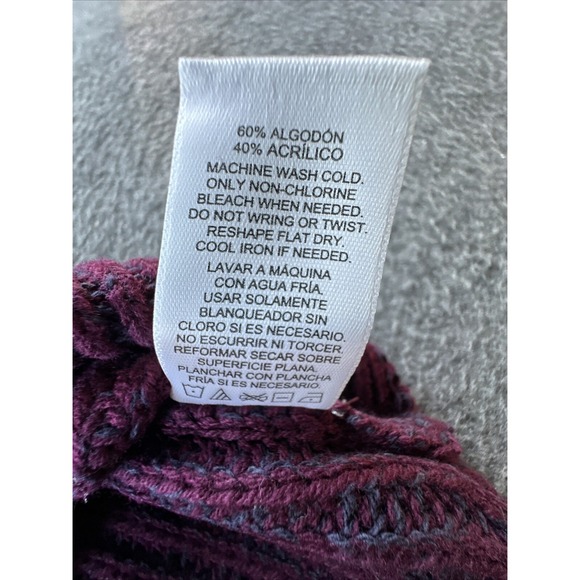 60% ALGODÓN
40% ACRÍLICO
MACHINE WASH COLD.
ONLY NON-CHLORINE
BLEACH WHEN NEEDED.
DO NOT WRING OR TWIST.
RESHAPE FLAT DRY.
COOL IRON IF NEEDED.
LAVAR A MÁQUINA
CON AGUA FRÍA.
USAR SOLAMENTE
BLANQUEADOR SIN
CLORO SI ES NECESARIO.
NO ESCURRIR NI TORCER.
REFORMAR SECAR SOBRE
SUPERFICIE PLANA.
PLANCHAR CON PLANCHA
FRÍA SI ES NECESARIO.